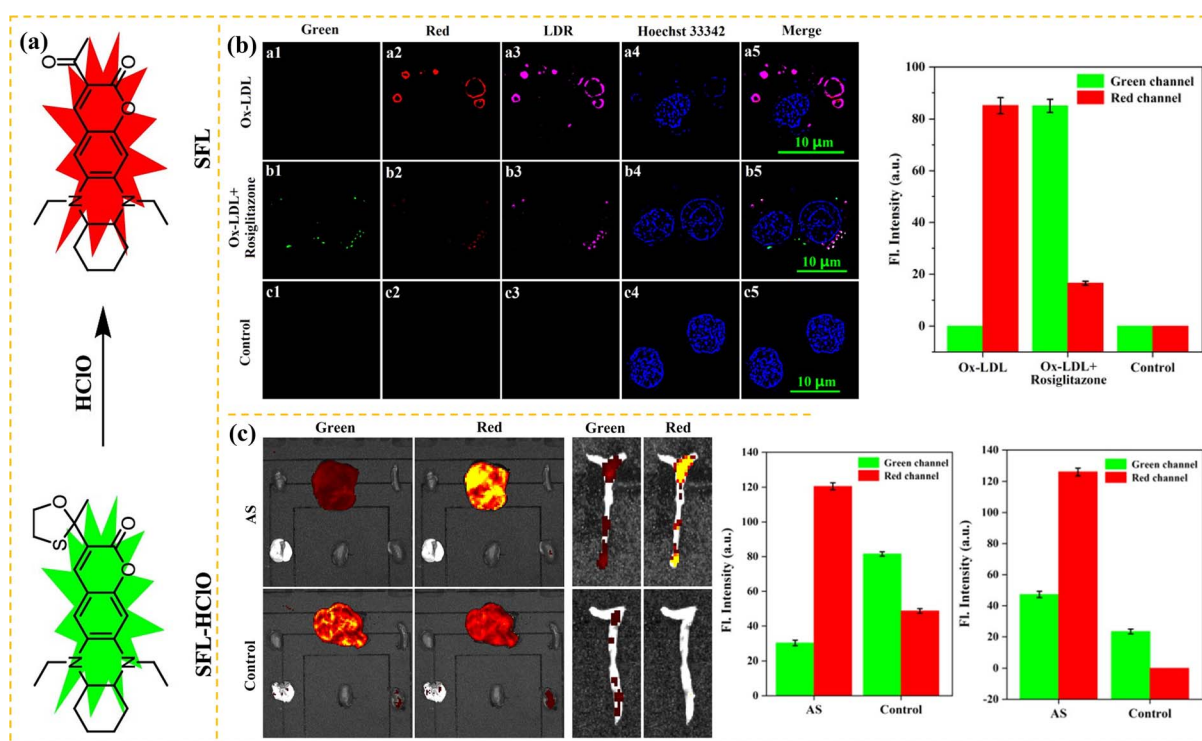 (a)
O
O
O
SFL
N
N
HClO
O
S
O
O
SFL-HClO
N
N
(b)
Green
Red
LDR
Hoechst 33342
Merge
Ox-LDL
a1
a2
a3
a4
a5
10 μm
Ox-LDL+
Rosiglitazone
b1
b2
b3
b4
b5
10 μm
Control
c1
c2
c3
c4
c5
10 μm
Fl. Intensity (a.u.)
100
80
60
40
20
0
Green channel
Red channel
Ox-LDL
Ox-LDL+
Rosiglitazone
Control
(c)
Green
Red
Green
Red
AS
Control
Fl. Intensity (a.u.)
140
120
100
80
60
40
20
0
Green channel
Red channel
AS
Control
Fl. Intensity (a.u.)
140
120
100
80
60
40
20
0
-20
Green channel
Red channel
AS
Control